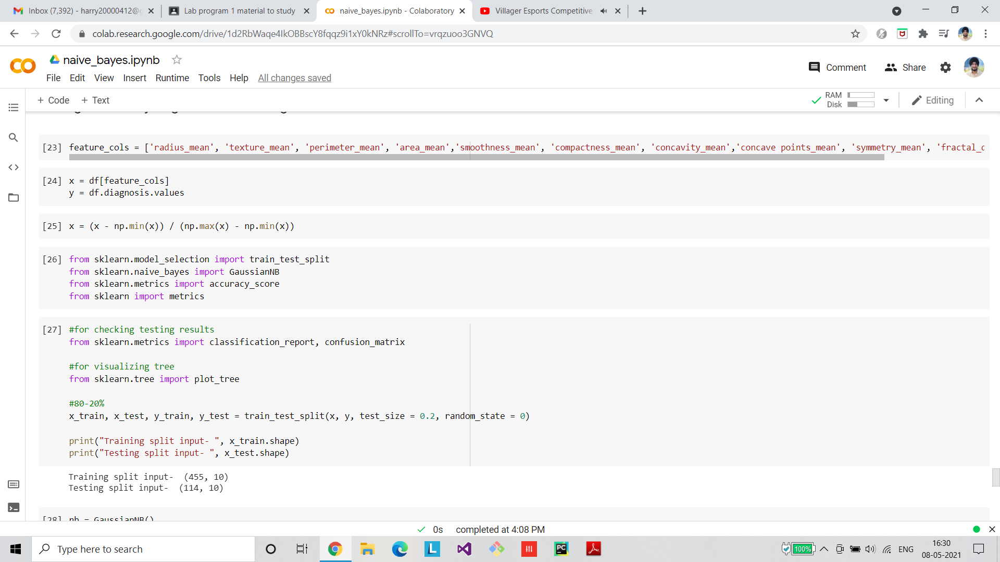 Inbox (7,392) - harry20000412@g
Lab program 1 material to study
naive_bayes.ipynb - Colaboratory
Villager Esports Competitive
colab.research.google.com/drive/1d2RbWaqe4IkOBBscY8fqqz9i1xY0kNRz#scrollTo=vrqzuoo3GNVQ
naive_bayes.ipynb
Comment
Share
File Edit View Insert Runtime Tools Help All changes saved
+ Code + Text
RAM
Disk
Editing
[23] feature_cols = ['radius_mean', 'texture_mean', 'perimeter_mean', 'area_mean','smoothness_mean', 'compactness_mean', 'concavity_mean','concave points_mean', 'symmetry_mean', 'fractal_d
[24] x = df[feature_cols]
y = df.diagnosis.values
[25] x = (x - np.min(x)) / (np.max(x) - np.min(x))
[26] from sklearn.model_selection import train_test_split
from sklearn.naive_bayes import GaussianNB
from sklearn.metrics import accuracy_score
from sklearn import metrics
[27] #for checking testing results
from sklearn.metrics import classification_report, confusion_matrix
#for visualizing tree
from sklearn.tree import plot_tree
#80-20%
x_train, x_test, y_train, y_test = train_test_split(x, y, test_size = 0.2, random_state = 0)
print("Training split input- ", x_train.shape)
print("Testing split input- ", x_test.shape)
Training split input-  (455, 10)
Testing split input-  (114, 10)
[28] nb = GaussianNB()
0s completed at 4:08 PM
Type here to search
L
PC
100%
ENG
16:30
08-05-2021